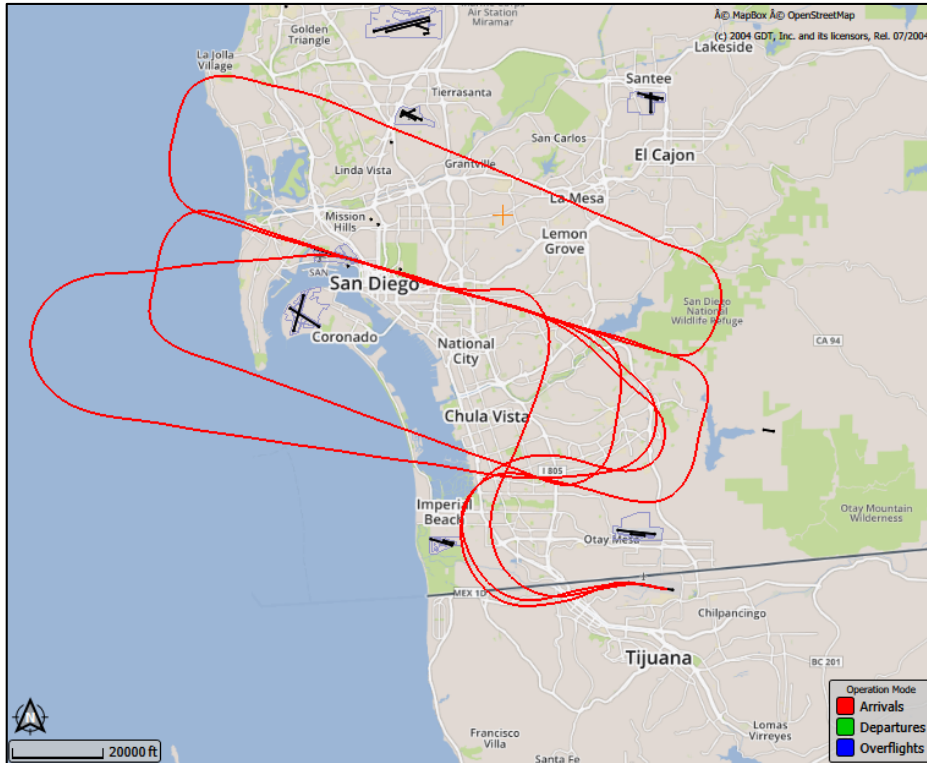 Air Station
Miramar
Golden
Triangle
Â© MapBox Â© OpenStreetMap
(c) 2004 GDT, Inc. and its licensors, Rel. 07/2004
Lakeside
La Jolla
Village
Santee
Tierrasanta
San Carlos
El Cajon
Linda Vista
Grantville
La Mesa
Mission
Hills
Lemon
Grove
SAN
San Diego
San Diego
National
Wildlife Refuge
Coronado
National
City
CA 94
Chula Vista
I 805
Imperial
Beach
Otay Mountain
Wilderness
Otay Mesa
MEX 1D
Chilpancingo
Tijuana
BC 201
Operation Mode
Arrivals
Departures
Overflights
N
20000 ft
Lomas
Virreyes
Francisco
Villa
Santa Fe